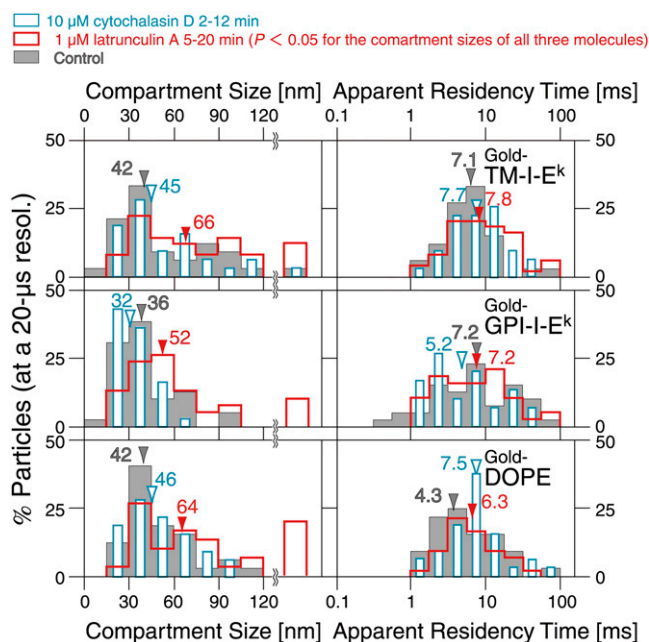 10 µM cytochalasin D 2-12 min
1 µM latrunculin A 5-20 min (P < 0.05 for the comartment sizes of all three molecules)
Control
Compartment Size [nm] Apparent Residency Time [ms]
0 30 60 90 120 0.1 1 10 100
50 42 45 66 25 0
7.1 7.7 7.8 Gold-TM-I-Eᵏ 50 25 0
50 32 36 52 25 0
5.2 7.2 7.2 Gold-GPI-I-Eᵏ 50 25 0
50 42 46 64 25 0
4.3 7.5 6.3 Gold-DOPE 50 25 0
% Particles (at a 20-µs resol.)
0 30 60 90 120 0.1 1 10 100
Compartment Size [nm] Apparent Residency Time [ms]